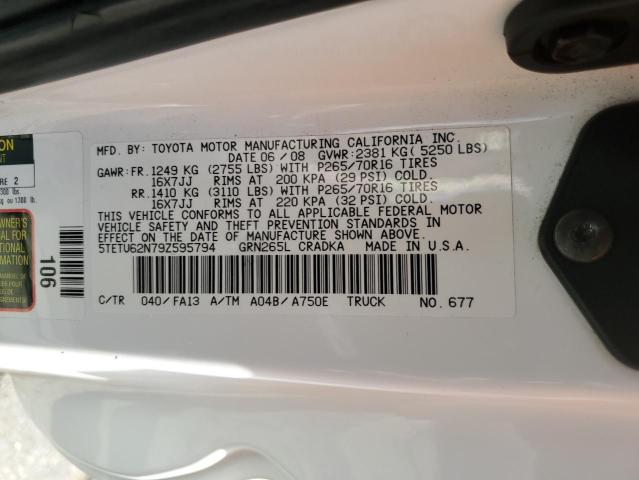 MFD. BY: TOYOTA MOTOR MANUFACTURING CALIFORNIA INC.
DATE 06 / 08 GVWR: 2381 KG ( 5250 LBS)
GAWR: FR. 1249 KG (2755 LBS) WITH P265/70R16 TIRES
16X7JJ RIMS AT 200 KPA (29 PSI) COLD.
RR. 1410 KG (3110 LBS) WITH P265/70R16 TIRES
16X7JJ RIMS AT 220 KPA (32 PSI) COLD.
THIS VEHICLE CONFORMS TO ALL APPLICABLE FEDERAL MOTOR
VEHICLE SAFETY AND THEFT PREVENTION STANDARDS IN
EFFECT ON THE DATE OF MANUFACTURE SHOWN ABOVE.
5TETU62N79Z595794 GRN265L CRADKA MADE IN U.S.A.
C/TR 040 / FA13 A/TM A04B / A750E TRUCK NO. 677
106
2